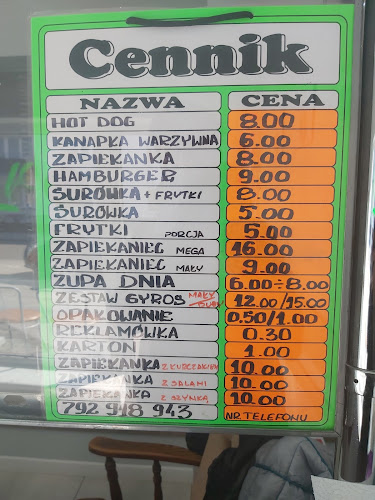 Cennik
NAZWA CENA
HOT DOG 8.00
KANAPKA WARZYWNA 6.00
ZAPIEKANKA 8.00
HAMBURGER 9.00
SURÓWKA + FRYTKI 8.00
SURÓWKA 5.00
FRYTKI PORCJA 5.00
ZAPIEKANIEC MEGA 16.00
ZAPIEKANIEC MAŁY 9.00
ZUPA DNIA 6.00÷8.00
ZESTAW GYROS MAŁY DUŻY 12.00/15.00
OPAKOWANIE 0,50/1.00
REKLAMÓWKA 0.30
KARTON 1.00
ZAPIEKANKA Z KURCZAKIEM 10.00
ZAPIEKANKA Z SALAMI 10.00
ZAPIEKANKA Z SZYNKĄ 10.00
792 948 943 NR TELEFONU